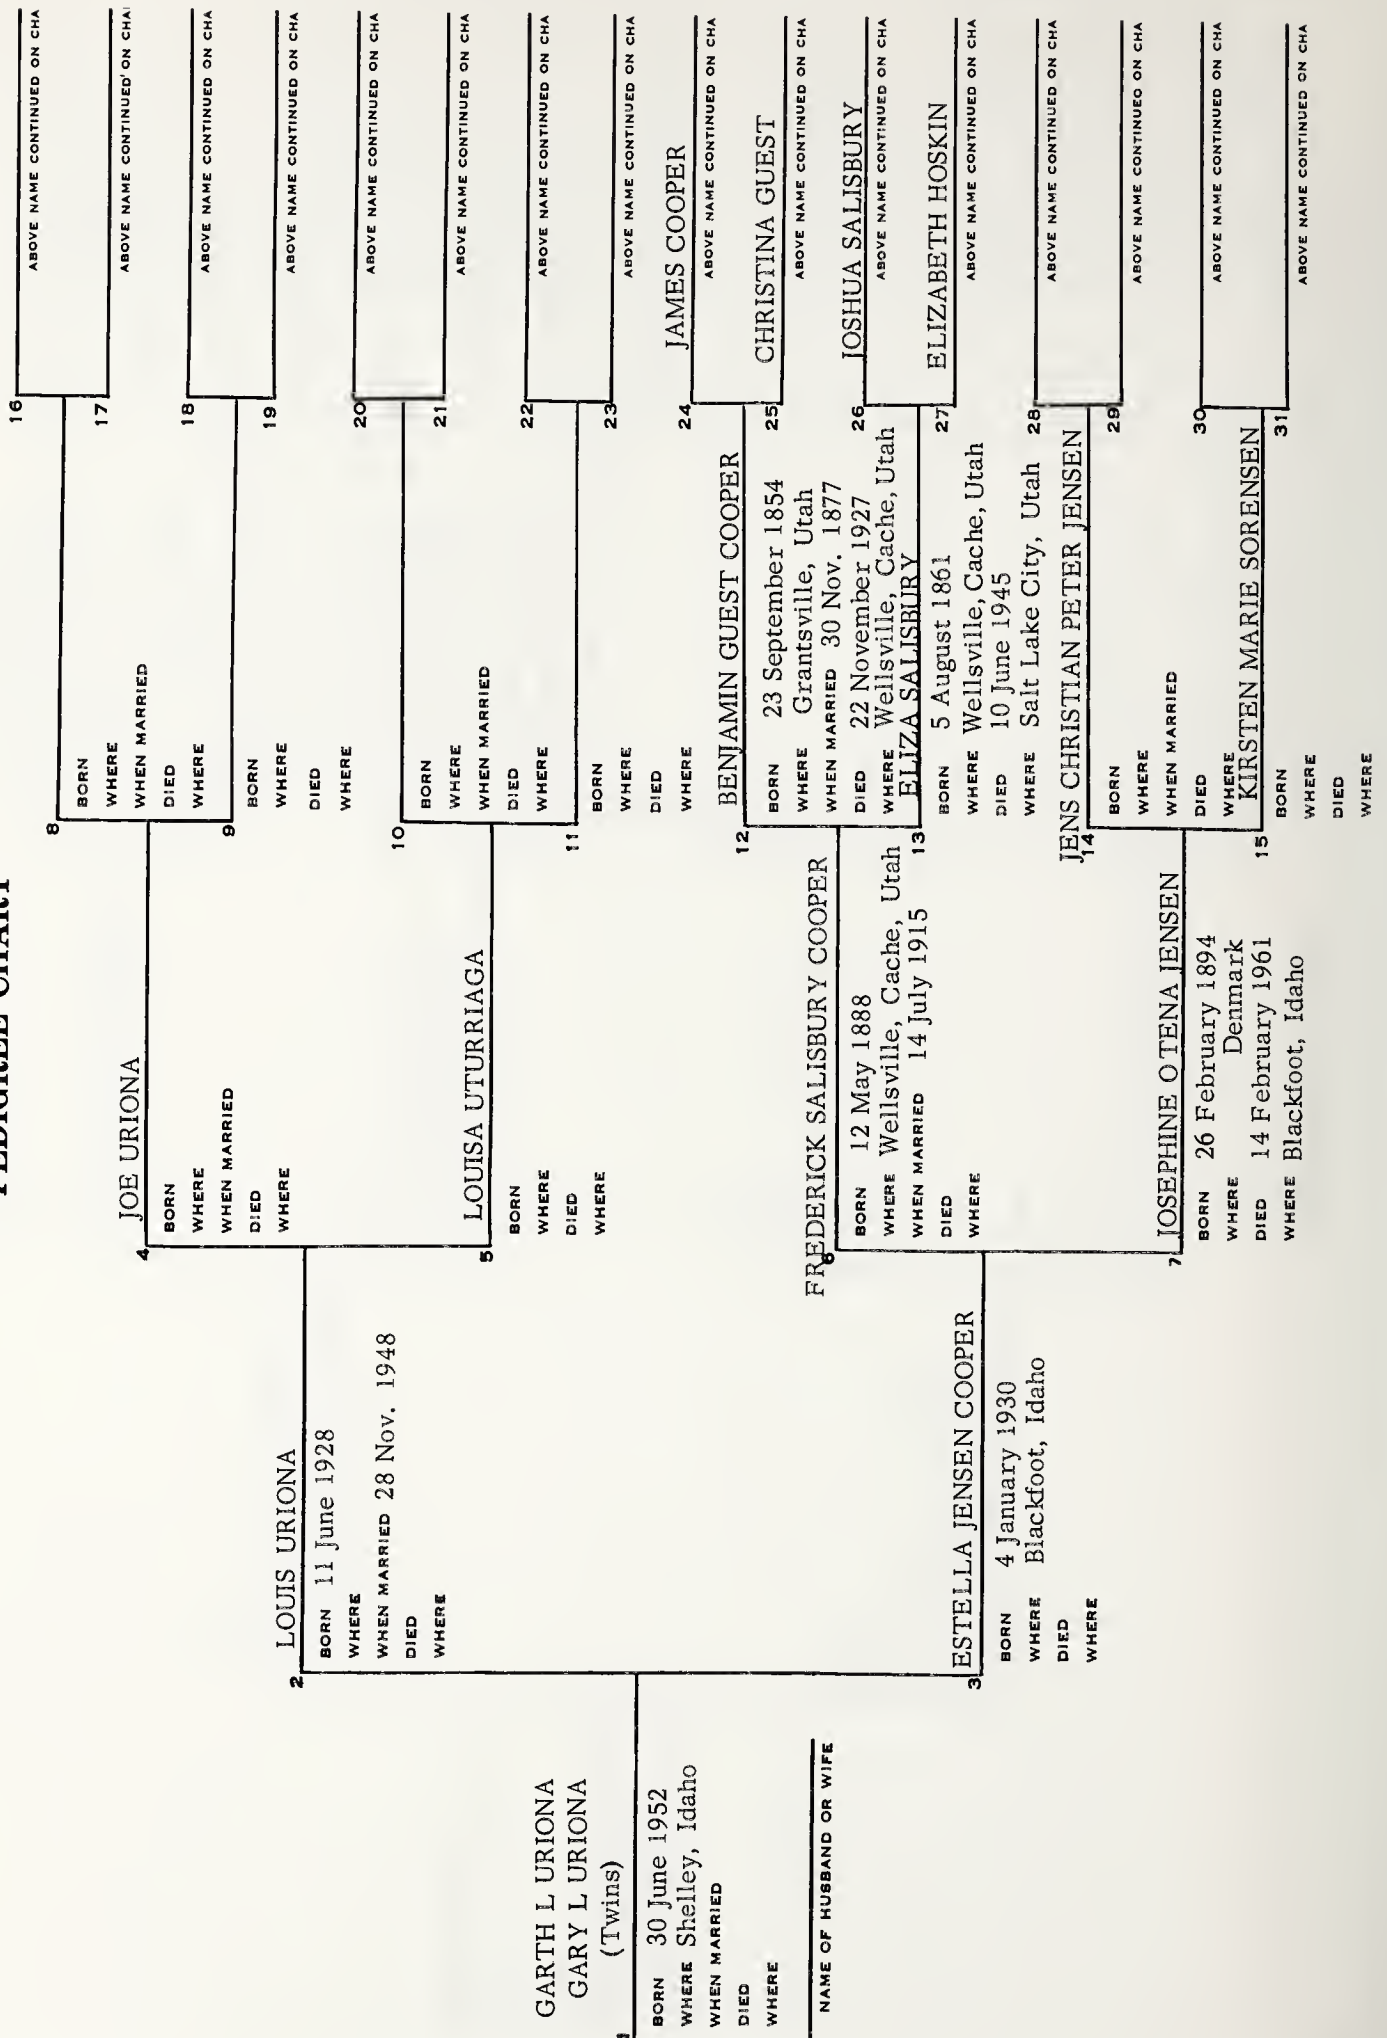 PEDIGREE CHART
GARTH L URIONA
GARY L URIONA
(Twins)
BORN 30 June 1952
WHERE Shelley, Idaho
WHEN MARRIED
DIED
WHERE
NAME OF HUSBAND OR WIFE
2
LOUIS URIONA
BORN 11 June 1928
WHERE
WHEN MARRIED 28 Nov. 1948
DIED
WHERE
3
ESTELLA JENSEN COOPER
BORN 4 January 1930
WHERE Blackfoot, Idaho
DIED
WHERE
4
JOE URIONA
BORN
WHERE
WHEN MARRIED
DIED
WHERE
5
LOUISA UTURRIAGA
BORN
WHERE
DIED
WHERE
6
FREDERICK SALISBURY COOPER
BORN 12 May 1888
WHERE Wellsville, Cache, Utah
WHEN MARRIED 14 July 1915
DIED
WHERE
7
JOSEPHINE OTENA JENSEN
BORN 26 February 1894
WHERE Denmark
DIED 14 February 1961
WHERE Blackfoot, Idaho
8
BORN
WHERE
WHEN MARRIED
DIED
WHERE
9
BORN
WHERE
DIED
WHERE
10
BORN
WHERE
WHEN MARRIED
DIED
WHERE
11
BORN
WHERE
DIED
WHERE
12
BENJAMIN GUEST COOPER
BORN 23 September 1854
WHERE Grantsville, Utah
WHEN MARRIED 30 Nov. 1877
DIED 22 November 1927
WHERE Wellsville, Cache, Utah
13
ELIZA SALISBURY
BORN 5 August 1861
WHERE Wellsville, Cache, Utah
DIED 10 June 1945
WHERE Salt Lake City, Utah
14
JENS CHRISTIAN PETER JENSEN
BORN
WHERE
WHEN MARRIED
DIED
WHERE
15
KIRSTEN MARIE SORENSEN
BORN
WHERE
DIED
WHERE
16
ABOVE NAME CONTINUED ON CHA
17
ABOVE NAME CONTINUED ON CHA
18
ABOVE NAME CONTINUED ON CHA
19
ABOVE NAME CONTINUED ON CHA
20
ABOVE NAME CONTINUED ON CHA
21
ABOVE NAME CONTINUED ON CHA
22
ABOVE NAME CONTINUED ON CHA
23
ABOVE NAME CONTINUED ON CHA
24
JAMES COOPER
ABOVE NAME CONTINUED ON CHA
25
CHRISTINA GUEST
ABOVE NAME CONTINUED ON CHA
26
JOSHUA SALISBURY
ABOVE NAME CONTINUED ON CHA
27
ELIZABETH HOSKIN
ABOVE NAME CONTINUED ON CHA
28
ABOVE NAME CONTINUED ON CHA
29
ABOVE NAME CONTINUED ON CHA
30
ABOVE NAME CONTINUED ON CHA
31
ABOVE NAME CONTINUED ON CHA